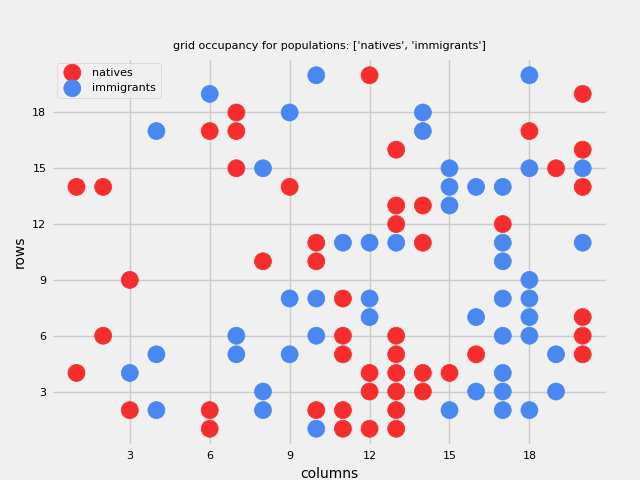 grid occupancy for populations: ['natives', 'immigrants']
natives
immigrants
18
15
12
9
6
3
rows
3 6 9 12 15 18
columns